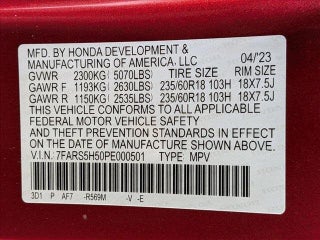 MFD. BY HONDA DEVELOPMENT &
MANUFACTURING OF AMERICA, LLC 04/'23
GVWR 2300KG( 5070LBS) TIRE SIZE RIM SIZE
GAWR F 1193KG( 2630LBS) 235/60R18 103H 18X7.5J
GAWR R 1150KG( 2535LBS) 235/60R18 103H 18X7.5J
THIS VEHICLE CONFORMS TO ALL APPLICABLE
FEDERAL MOTOR VEHICLE SAFETY AND
THEFT PREVENTION STANDARDS IN EFFECT
ON THE DATE OF MANUFACTURE SHOWN ABOVE.
V.I.N. 7FARS5H50PE000501 TYPE: MPV
3D1 P AF7 -R569M -V -E